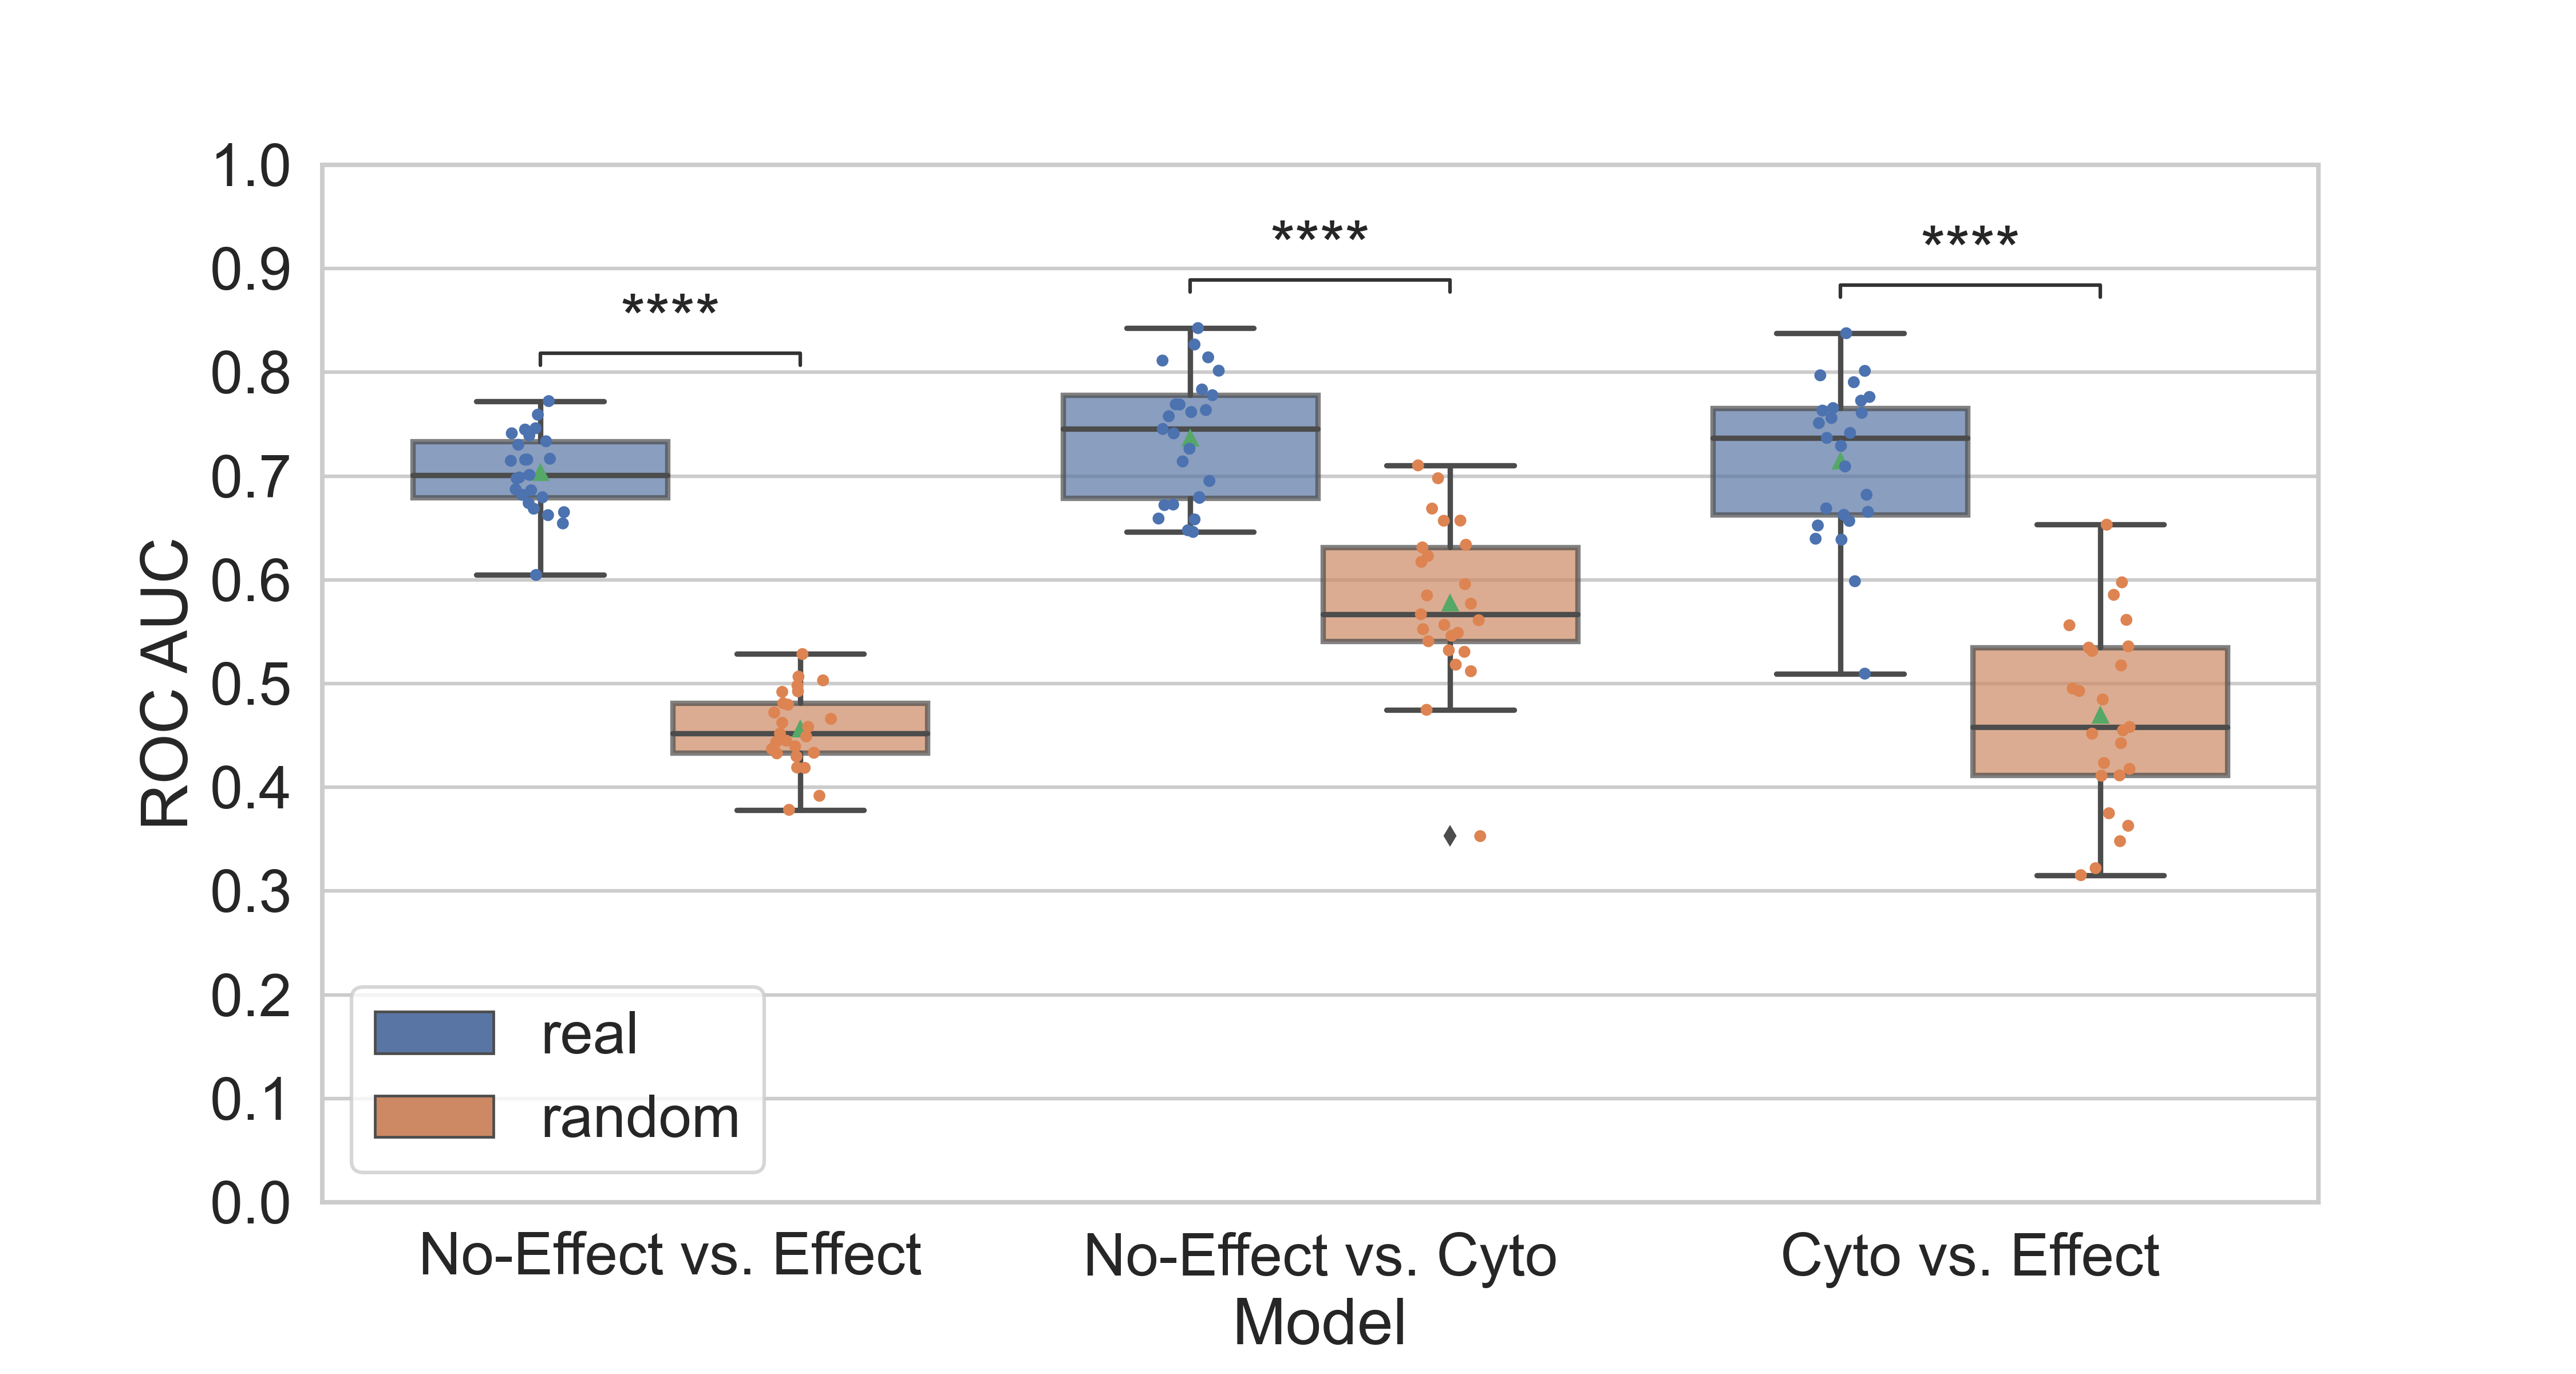 1.0
0.9
0.8
0.7
0.6
0.5
0.4
0.3
0.2
0.1
0.0
ROC AUC
****
****
****
real
random
No-Effect vs. Effect
No-Effect vs. Cyto
Cyto vs. Effect
Model